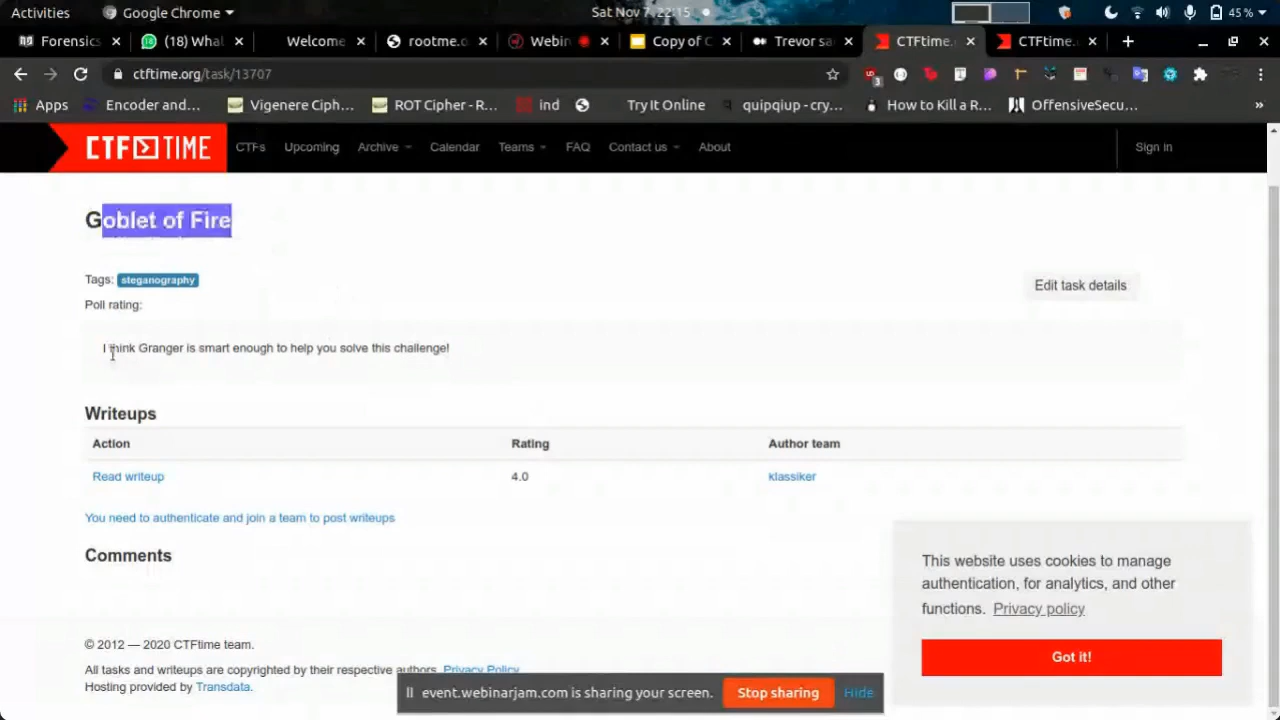 Activities Google Chrome Sat Nov 7, 22:15 45%
Forensics (18) Wha Welcome rootme.o Webin Copy of C Trevor sa CTFtime. CTFtime.
ctftime.org/task/13707
Apps Encoder and... Vigenere Ciph... ROT Cipher - R... ind Try It Online quipqiup - cry... How to Kill a R... OffensiveSecu... »
CTF TIME CTFs Upcoming Archive Calendar Teams FAQ Contact us About Sign in
Goblet of Fire
Tags: steganography
Edit task details
Poll rating:
I think Granger is smart enough to help you solve this challenge!
Writeups
Action Rating Author team
Read writeup 4.0 klassiker
You need to authenticate and join a team to post writeups
Comments
This website uses cookies to manage
authentication, for analytics, and other
functions. Privacy policy
Got it!
© 2012 — 2020 CTFtime team.
All tasks and writeups are copyrighted by their respective authors. Privacy Policy.
Hosting provided by Transdata.
event.webinarjam.com is sharing your screen. Stop sharing Hide